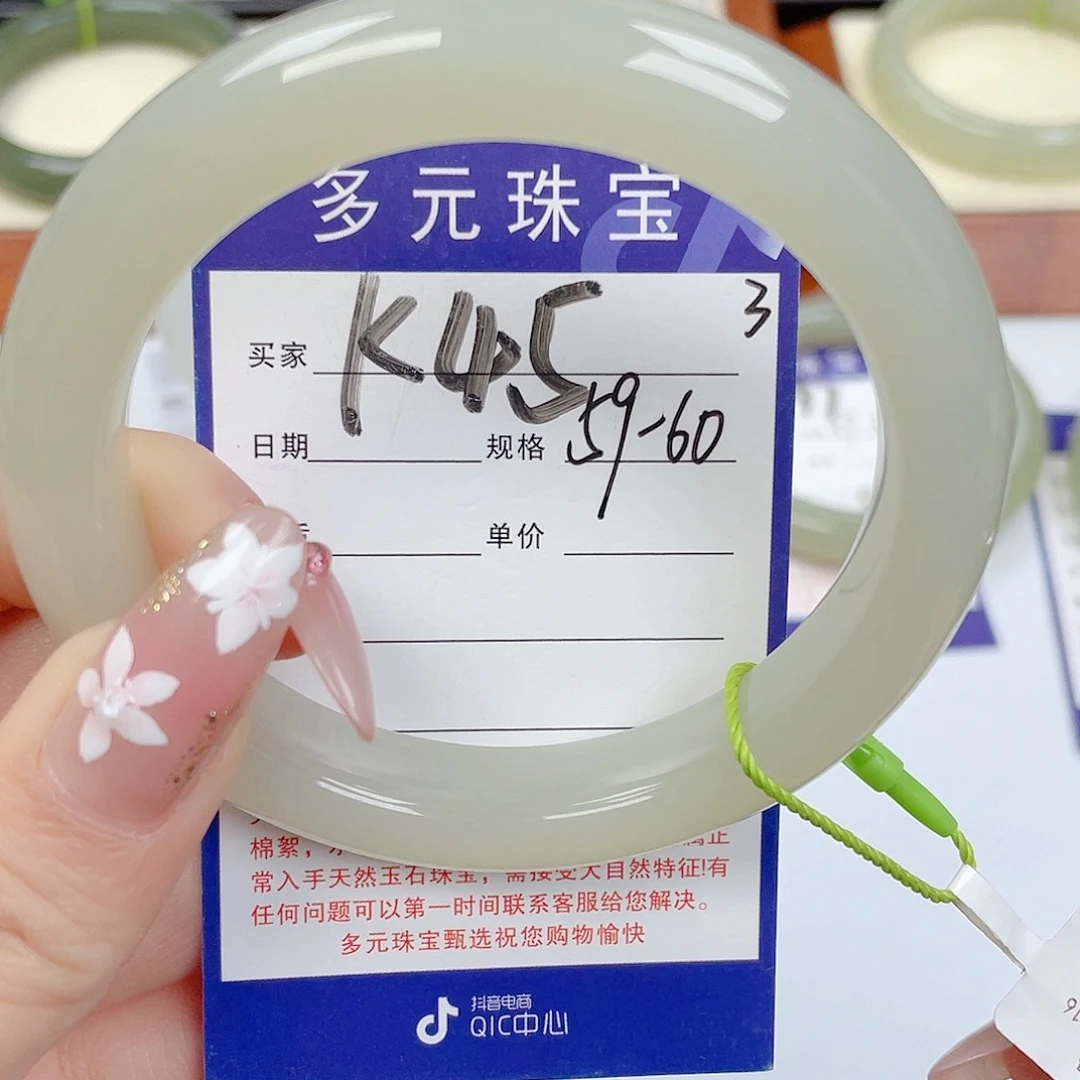 多元珠宝
3
买家 K45
日期 规格 59-60
单价
棉絮，
常入手天然玉石珠宝，需接受大自然特征!有
任何问题可以第一时间联系客服给您解决。
多元珠宝甄选祝您购物愉快
抖音电商
QIC中心